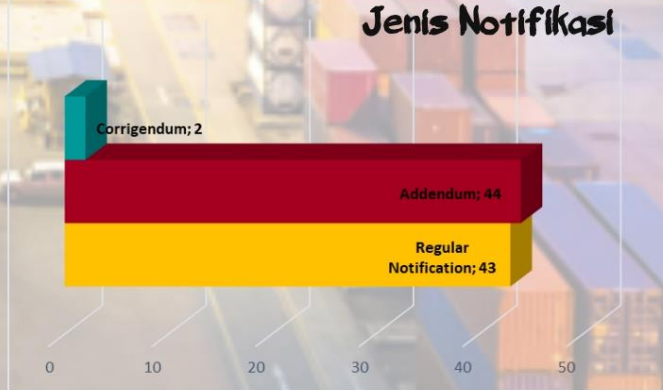 Jenis Notifikasi
Corrigendum; 2
Addendum; 44
Regular
Notification; 43
0 10 20 30 40 50